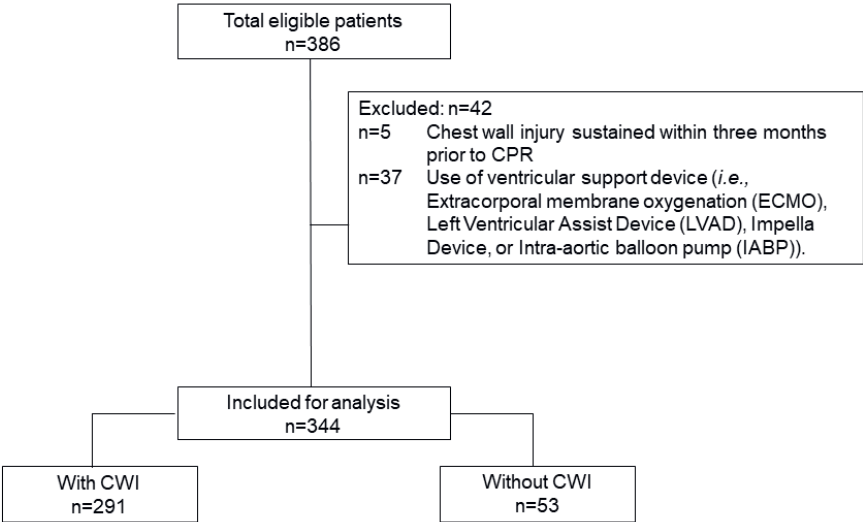 Total eligible patients
n=386
Excluded: n=42
n=5 Chest wall injury sustained within three months
prior to CPR
n=37 Use of ventricular support device (i.e.,
Extracorporal membrane oxygenation (ECMO),
Left Ventricular Assist Device (LVAD), Impella
Device, or Intra-aortic balloon pump (IABP)).
Included for analysis
n=344
With CWI
n=291
Without CWI
n=53